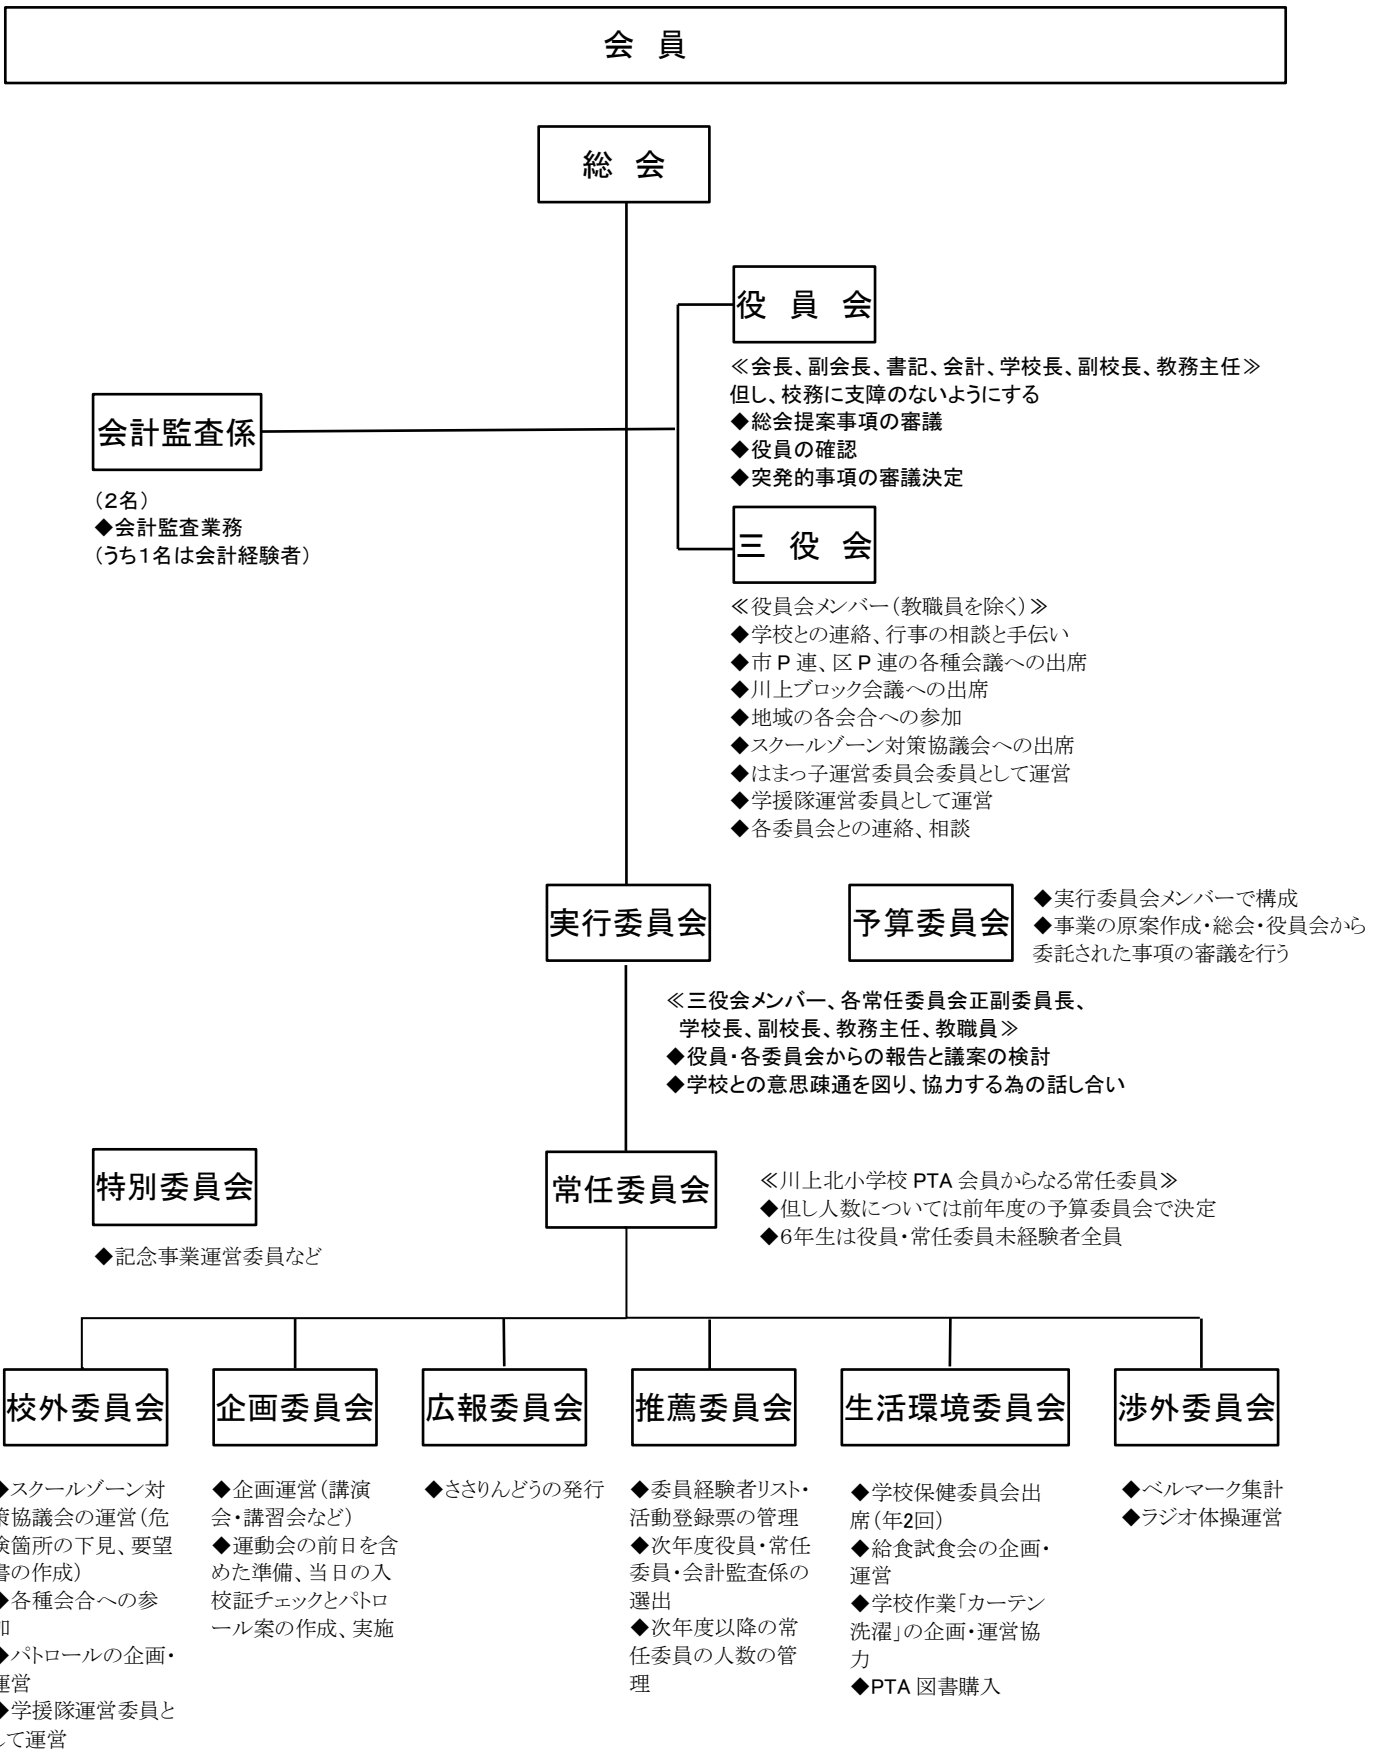 会 員
総 会
役 員 会
≪会長、副会長、書記、会計、学校長、副校長、教務主任≫
但し、校務に支障のないようにする
◆総会提案事項の審議
◆役員の確認
◆突発的事項の審議決定
会計監査係
(2名)
◆会計監査業務
(うち1名は会計経験者)
三 役 会
≪役員会メンバー(教職員を除く)≫
◆学校との連絡、行事の相談と手伝い
◆市P連、区P連の各種会議への出席
◆川上ブロック会議への出席
◆地域の各会合への参加
◆スクールゾーン対策協議会への出席
◆はまっ子運営委員会委員として運営
◆学援隊運営委員として運営
◆各委員会との連絡、相談
実行委員会
予算委員会
◆実行委員会メンバーで構成
◆事業の原案作成・総会・役員会から
委託された事項の審議を行う
≪三役会メンバー、各常任委員会正副委員長、
学校長、副校長、教務主任、教職員≫
◆役員・各委員会からの報告と議案の検討
◆学校との意思疎通を図り、協力する為の話し合い
特別委員会
◆記念事業運営委員など
常任委員会
≪川上北小学校PTA会員からなる常任委員≫
◆但し人数については前年度の予算委員会で決定
◆6年生は役員・常任委員未経験者全員
校外委員会
◆スクールゾーン対
策協議会の運営(危
険箇所の下見、要望
書の作成)
◆各種会合への参
加
◆パトロールの企画・
運営
◆学援隊運営委員と
して運営
企画委員会
◆企画運営(講演
会・講習会など)
◆運動会の前日を含
めた準備、当日の入
校証チェックとパトロ
ール案の作成、実施
広報委員会
◆ささりんどうの発行
推薦委員会
◆委員経験者リスト・
活動登録票の管理
◆次年度役員・常任
委員・会計監査係の
選出
◆次年度以降の常
任委員の人数の管
理
生活環境委員会
◆学校保健委員会出
席(年2回)
◆給食試食会の企画・
運営
◆学校作業「カーテン
洗濯」の企画・運営協
力
◆PTA図書購入
渉外委員会
◆ベルマーク集計
◆ラジオ体操運営